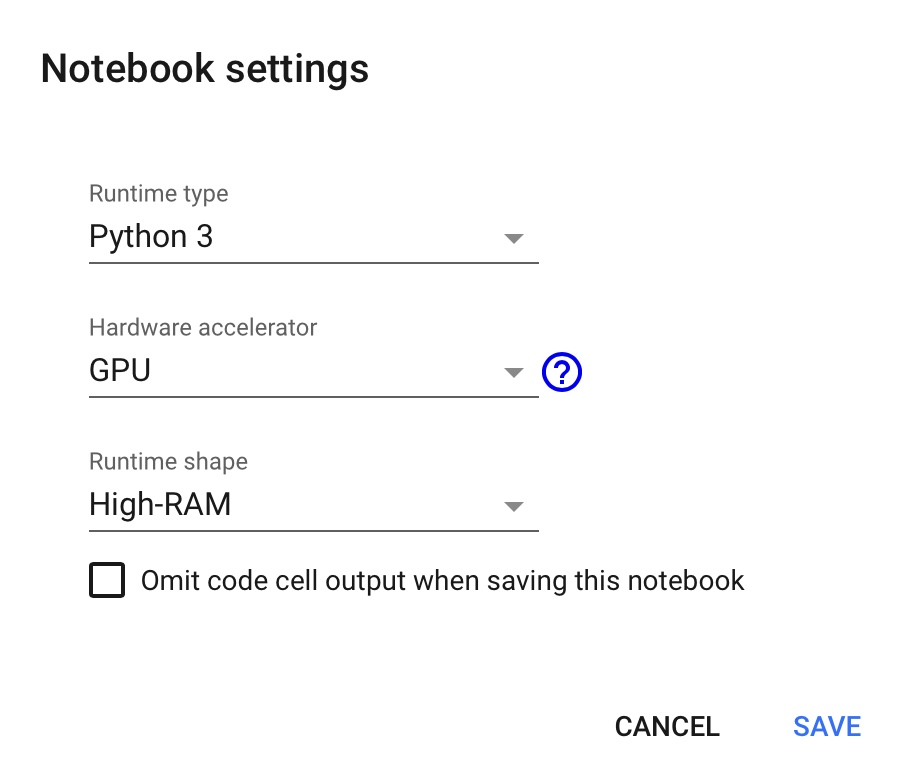 Notebook settings
Runtime type
Python 3
Hardware accelerator
GPU
?
Runtime shape
High-RAM
Omit code cell output when saving this notebook
CANCEL SAVE